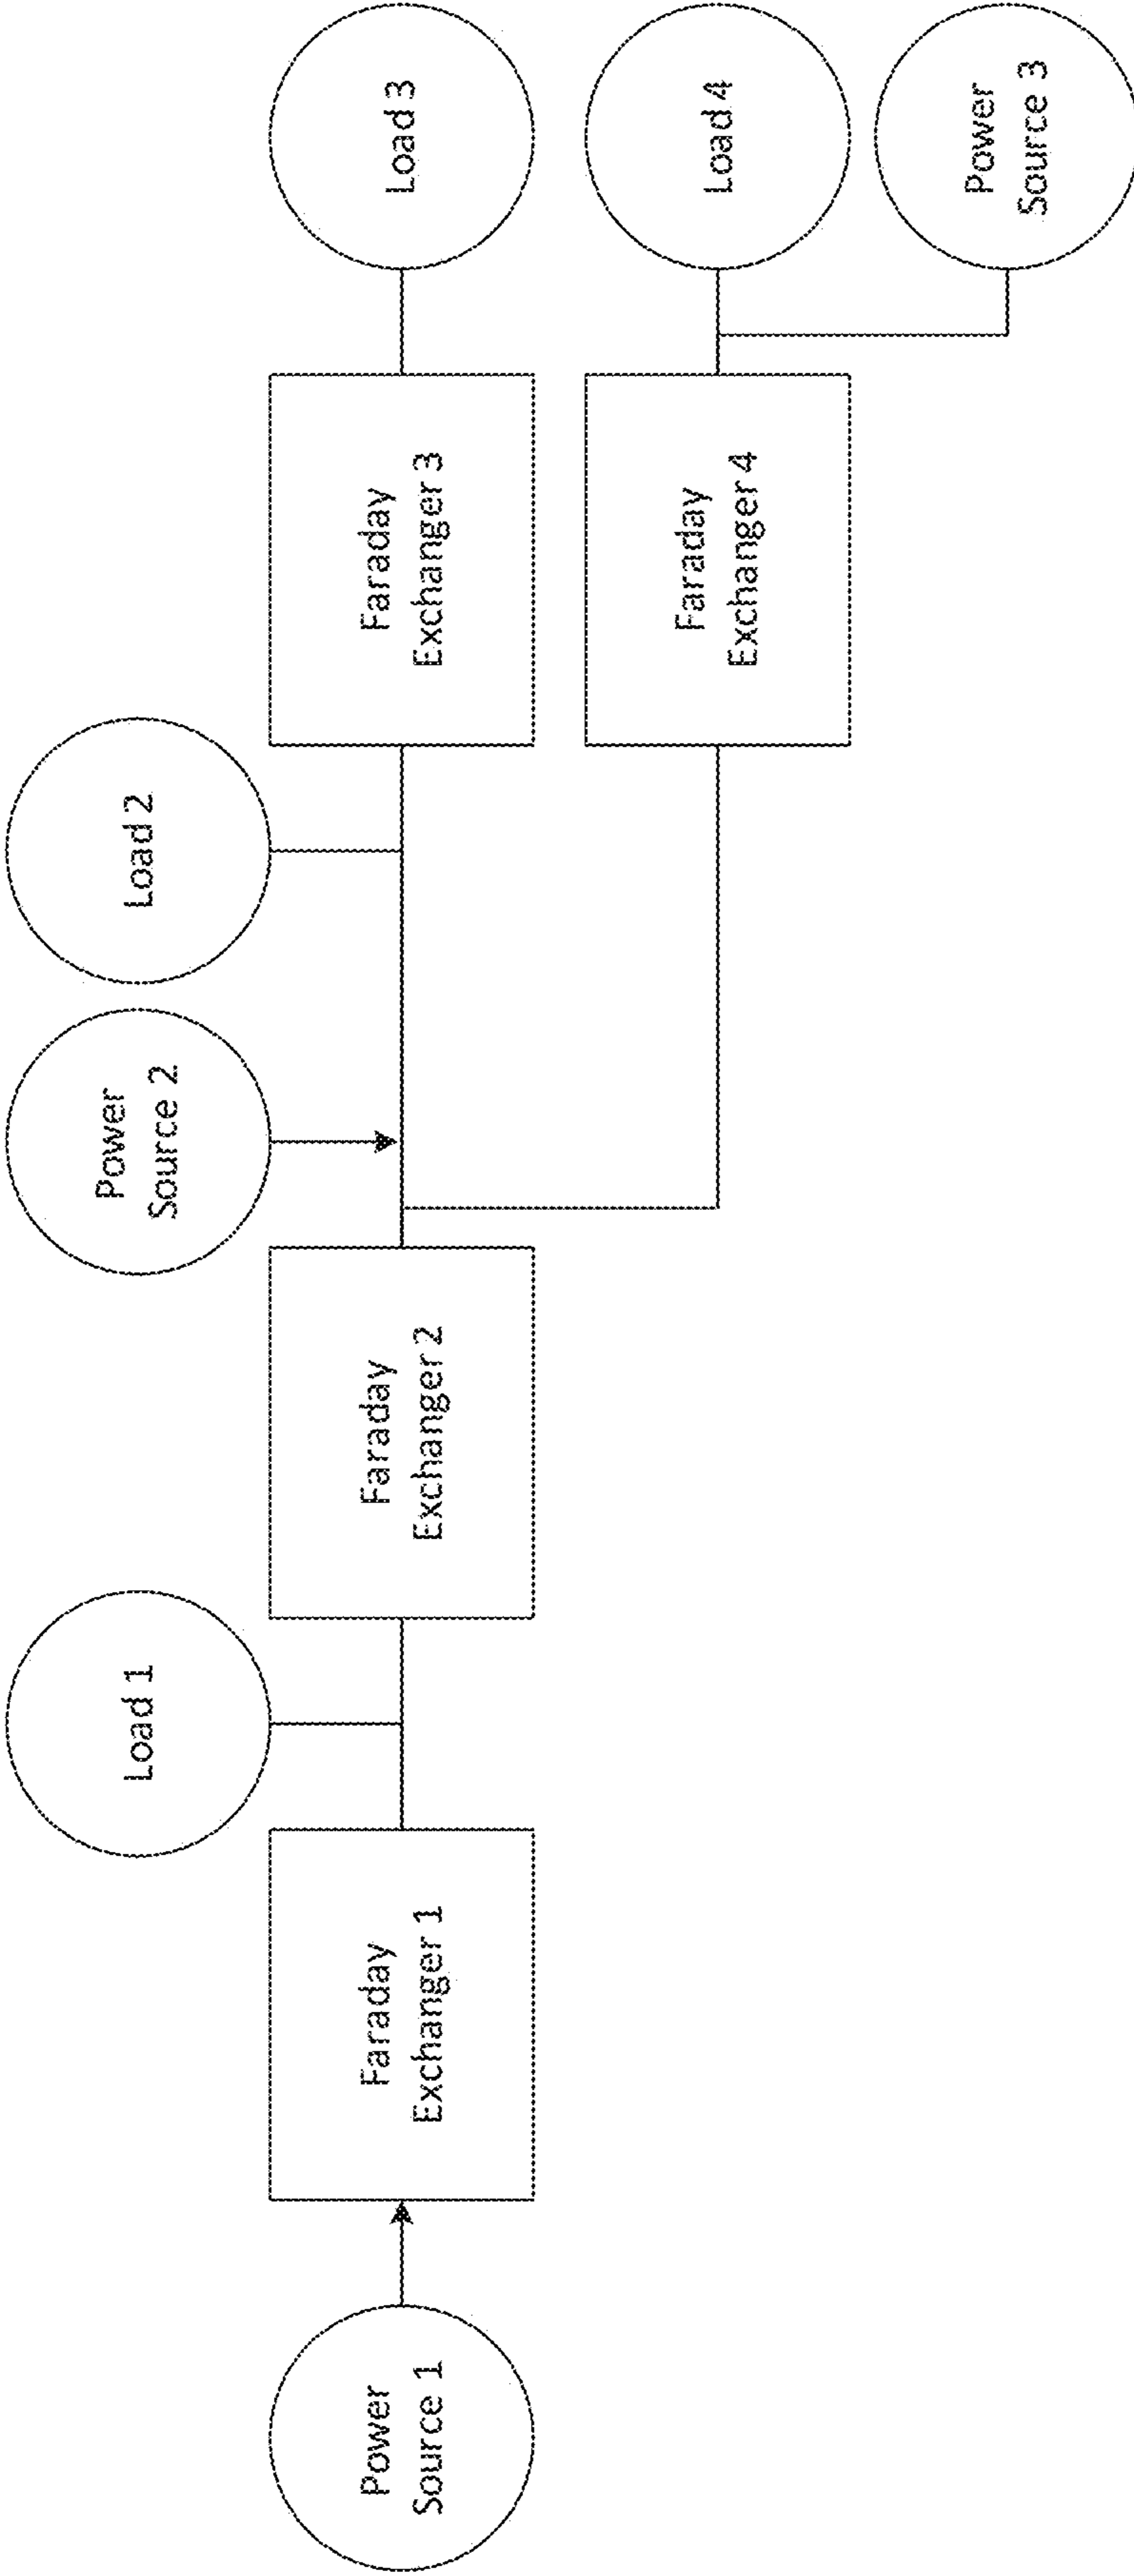 Power
Source 1
Faraday
Exchanger 1
Load 1
Faraday
Exchanger 2
Power
Source 2
Load 2
Faraday
Exchanger 3
Load 3
Faraday
Exchanger 4
Load 4
Power
Source 3